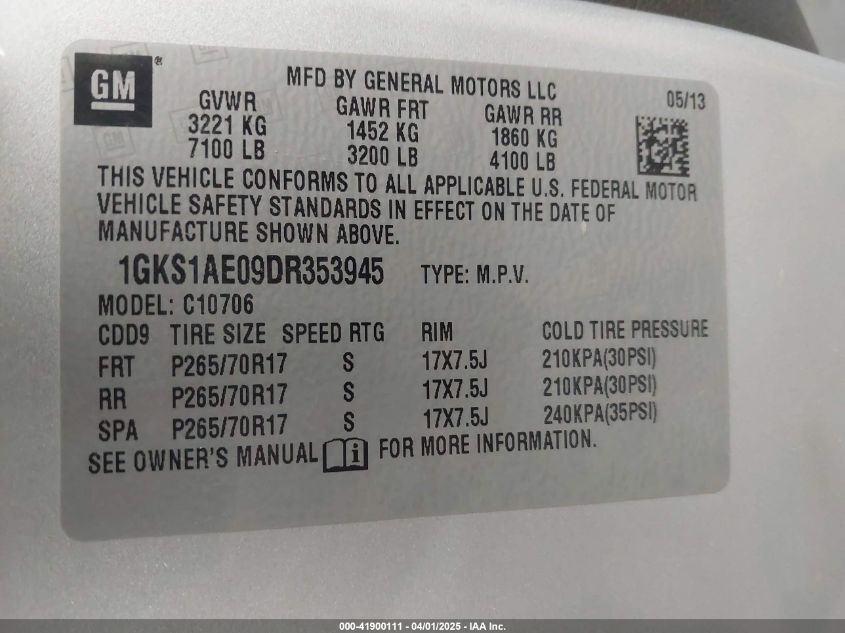 GM
MFD BY GENERAL MOTORS LLC
05/13
GVWR GAWR FRT GAWR RR
3221 KG 1452 KG 1860 KG
7100 LB 3200 LB 4100 LB
THIS VEHICLE CONFORMS TO ALL APPLICABLE U.S. FEDERAL MOTOR
VEHICLE SAFETY STANDARDS IN EFFECT ON THE DATE OF
MANUFACTURE SHOWN ABOVE.
1GKS1AE09DR353945 TYPE: M.P.V.
MODEL: C10706
CDD9 TIRE SIZE SPEED RTG RIM COLD TIRE PRESSURE
FRT P265/70R17 S 17X7.5J 210KPA(30PSI)
RR P265/70R17 S 17X7.5J 210KPA(30PSI)
SPA P265/70R17 S 17X7.5J 240KPA(35PSI)
SEE OWNER'S MANUAL i FOR MORE INFORMATION.
000-41900111 - 04/01/2025 - IAA Inc.